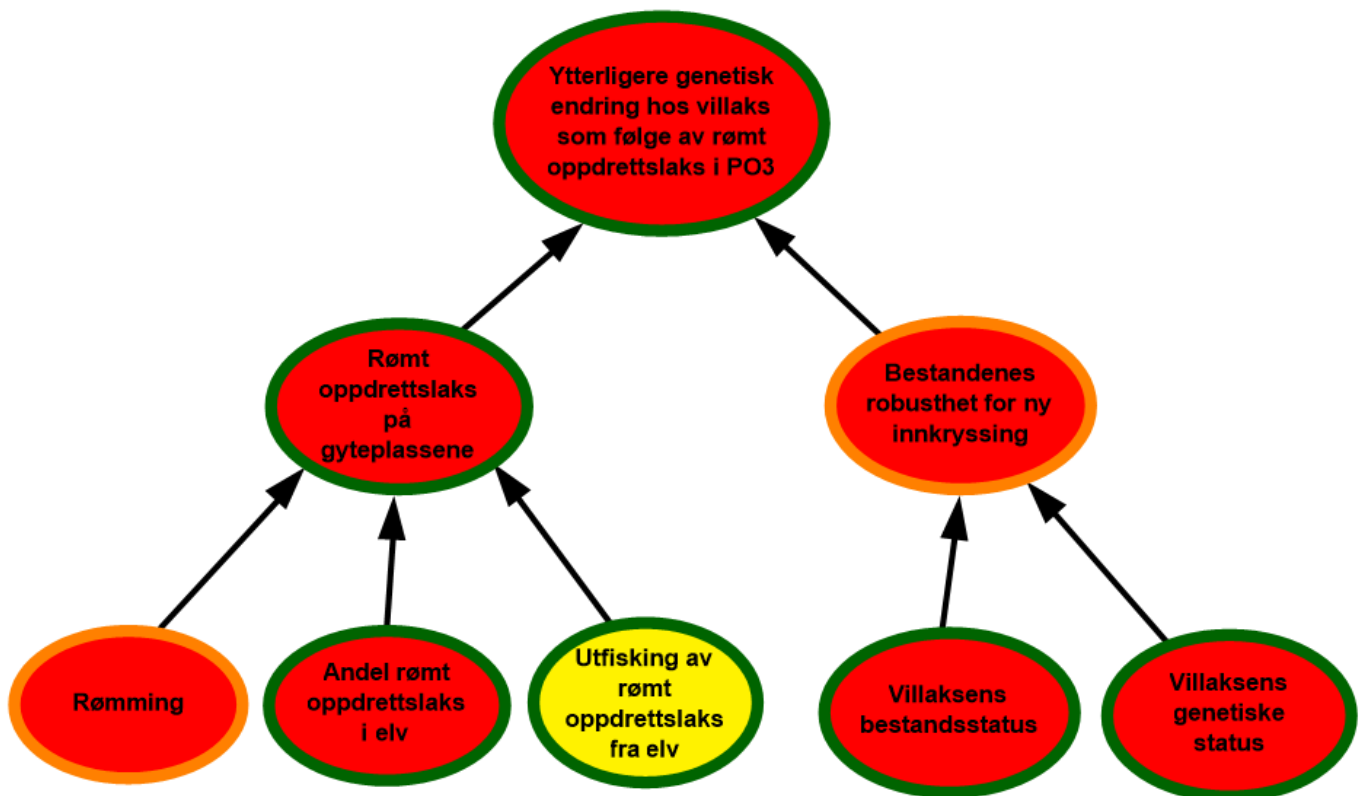 Ytterligere genetisk
endring hos villaks
som følge av rømt
oppdrettslaks i PO3
Rømt
oppdrettslaks
på
gyteplassene
Bestandenes
robusthet for ny
innkryssing
Rømming
Andel rømt
oppdrettslaks
i elv
Utfisking av
rømt
oppdrettslaks
fra elv
Villaksens
bestandsstatus
Villaksens
genetiske
status